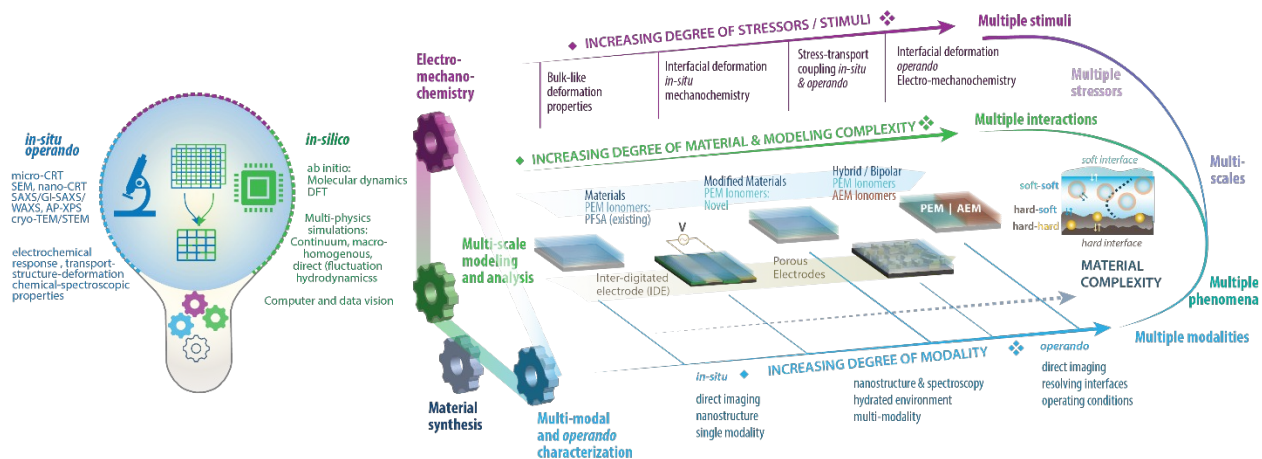 in-situ
operando
micro-CRT
SEM, nano-CRT
SAXS/GI-SAXS/
WAXS, AP-XPS
cryo-TEM/STEM
electrochemical
response, transport-
structure-deformation
chemical-spectroscopic
properties
in-silico
ab initio:
Molecular dynamics
DFT
Multi-physics
simulations:
Continuum, macro-
homogenous,
direct (fluctuation
hydrodynamicss
Computer and data vision
Electro-
mechano-
chemistry
Multi-scale
modeling
and analysis
Material
synthesis
Multi-modal
and operando
characterization
INCREASING DEGREE OF STRESSORS / STIMULI
Bulk-like
deformation
properties
Interfacial deformation
in-situ
mechanochemistry
Stress-transport
coupling in-situ
& operando
Interfacial deformation
operando
Electro-mechanochemistry
Multiple stimuli
Multiple
stressors
INCREASING DEGREE OF MATERIAL & MODELING COMPLEXITY
Multiple interactions
Materials
PEM Ionomers:
PFSA (existing)
Modified Materials
PEM Ionomers:
Novel
Hybrid / Bipolar
PEM Ionomers
AEM Ionomers
V
PEM | AEM
Inter-digitated
electrode (IDE)
Porous
Electrodes
soft interface
soft-soft
hard-soft
hard-hard
hard interface
MATERIAL
COMPLEXITY
Multi-
scales
Multiple
phenomena
Multiple modalities
INCREASING DEGREE OF MODALITY
in-situ
direct imaging
nanostructure
single modality
nanostructure & spectroscopy
hydrated environment
multi-modality
operando
direct imaging
resolving interfaces
operating conditions